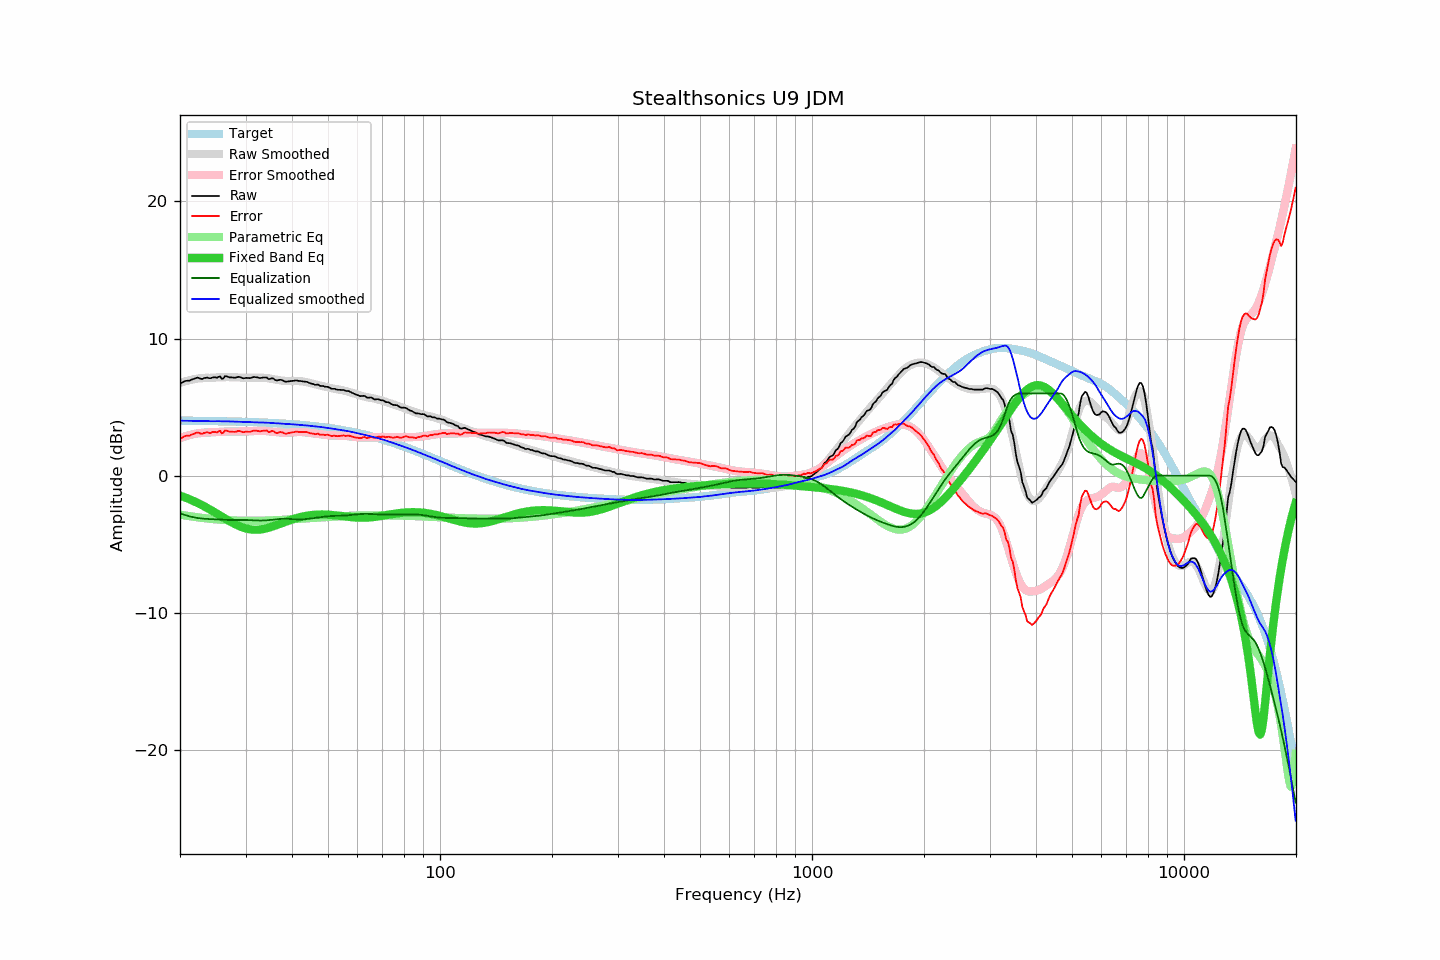 Stealthsonics U9 JDM
Target
Raw Smoothed
Error Smoothed
Raw
Error
Parametric Eq
Fixed Band Eq
Equalization
Equalized smoothed
20
10
0
−10
−20
Amplitude (dBr)
100
1000
10000
Frequency (Hz)